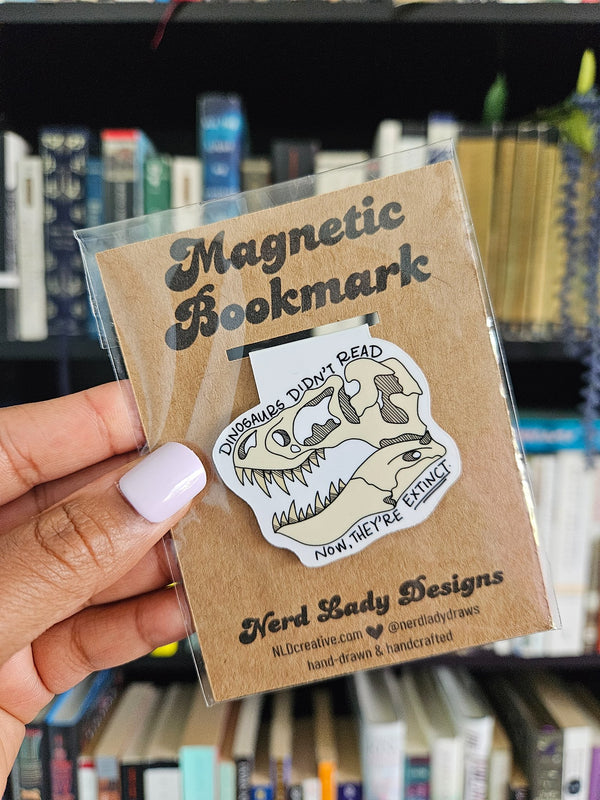 Magnetic
Bookmark
DINOSAURS DIDN'T READ
NOW, THEY'RE EXTINCT.
Nerd Lady Designs
NLDcreative.com ♥ @nerdladydraws
hand-drawn & handcrafted